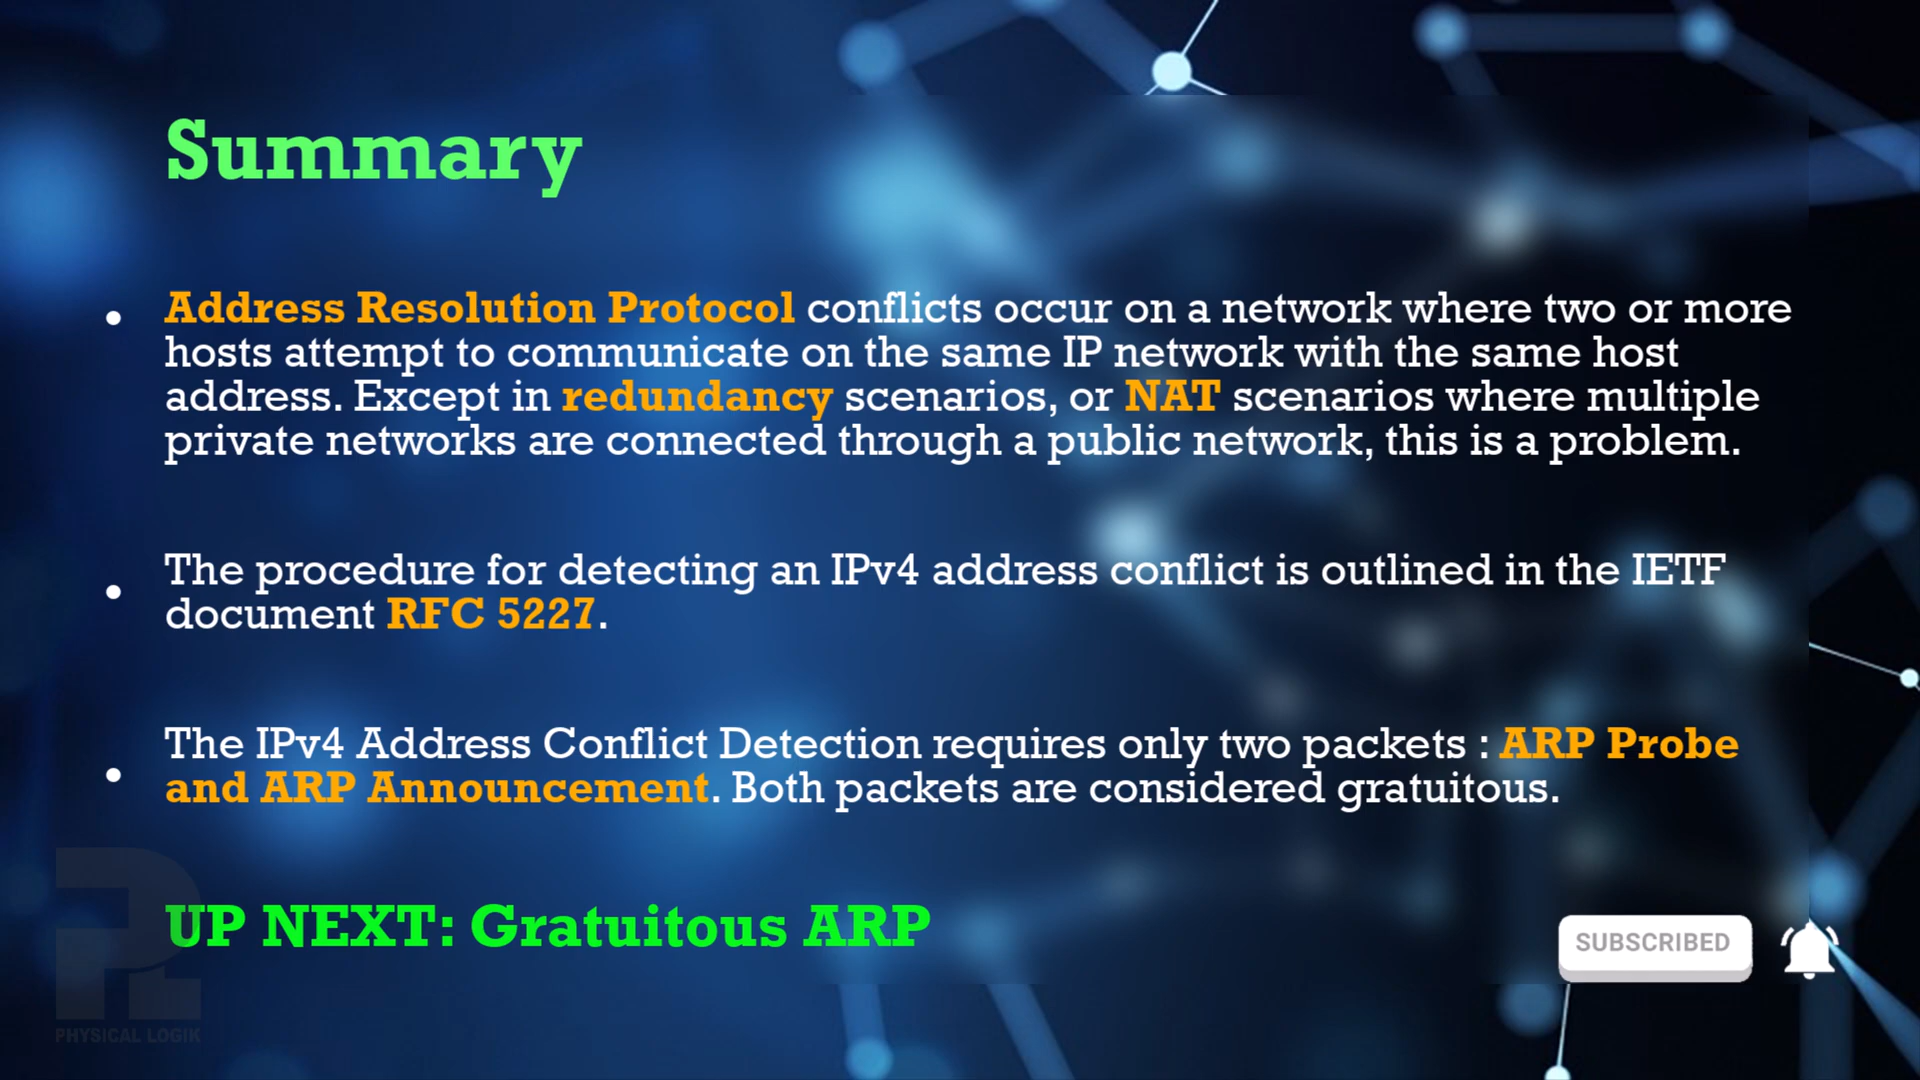 Summary
• Address Resolution Protocol conflicts occur on a network where two or more
hosts attempt to communicate on the same IP network with the same host
address. Except in redundancy scenarios, or NAT scenarios where multiple
private networks are connected through a public network, this is a problem.
• The procedure for detecting an IPv4 address conflict is outlined in the IETF
document RFC 5227.
• The IPv4 Address Conflict Detection requires only two packets : ARP Probe
and ARP Announcement. Both packets are considered gratuitous.
UP NEXT: Gratuitous ARP
SUBSCRIBED
PHYSICAL LOGIK